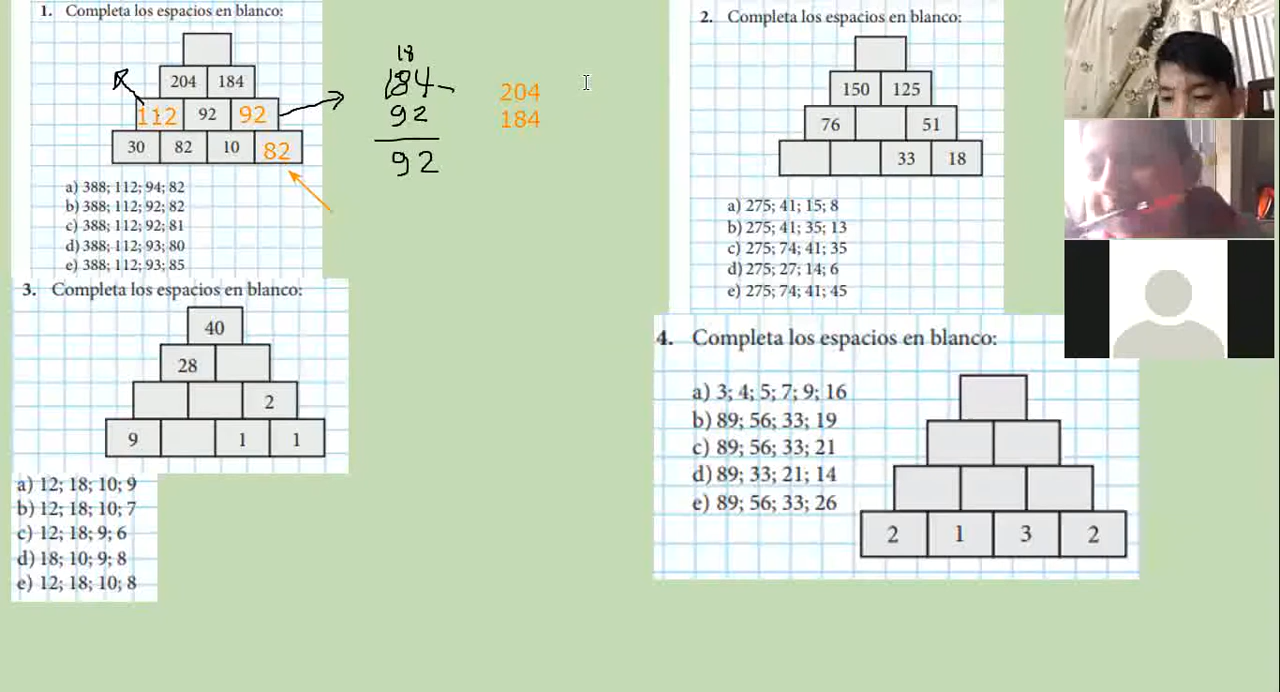 1. Completa los espacios en blanco:
204 184
112 92 92
30 82 10 82
a) 388; 112; 94; 82
b) 388; 112; 92; 82
c) 388; 112; 92; 81
d) 388; 112; 93; 80
e) 388; 112; 93; 85
18
184 -
92
92
204
184
2. Completa los espacios en blanco:
150 125
76 51
33 18
a) 275; 41; 15; 8
b) 275; 41; 35; 13
c) 275; 74; 41; 35
d) 275; 27; 14; 6
e) 275; 74; 41; 45
3. Completa los espacios en blanco:
40
28
2
9 1 1
a) 12; 18; 10; 9
b) 12; 18; 10; 7
c) 12; 18; 9; 6
d) 18; 10; 9; 8
e) 12; 18; 10; 8
4. Completa los espacios en blanco:
a) 3; 4; 5; 7; 9; 16
b) 89; 56; 33; 19
c) 89; 56; 33; 21
d) 89; 33; 21; 14
e) 89; 56; 33; 26
2 1 3 2